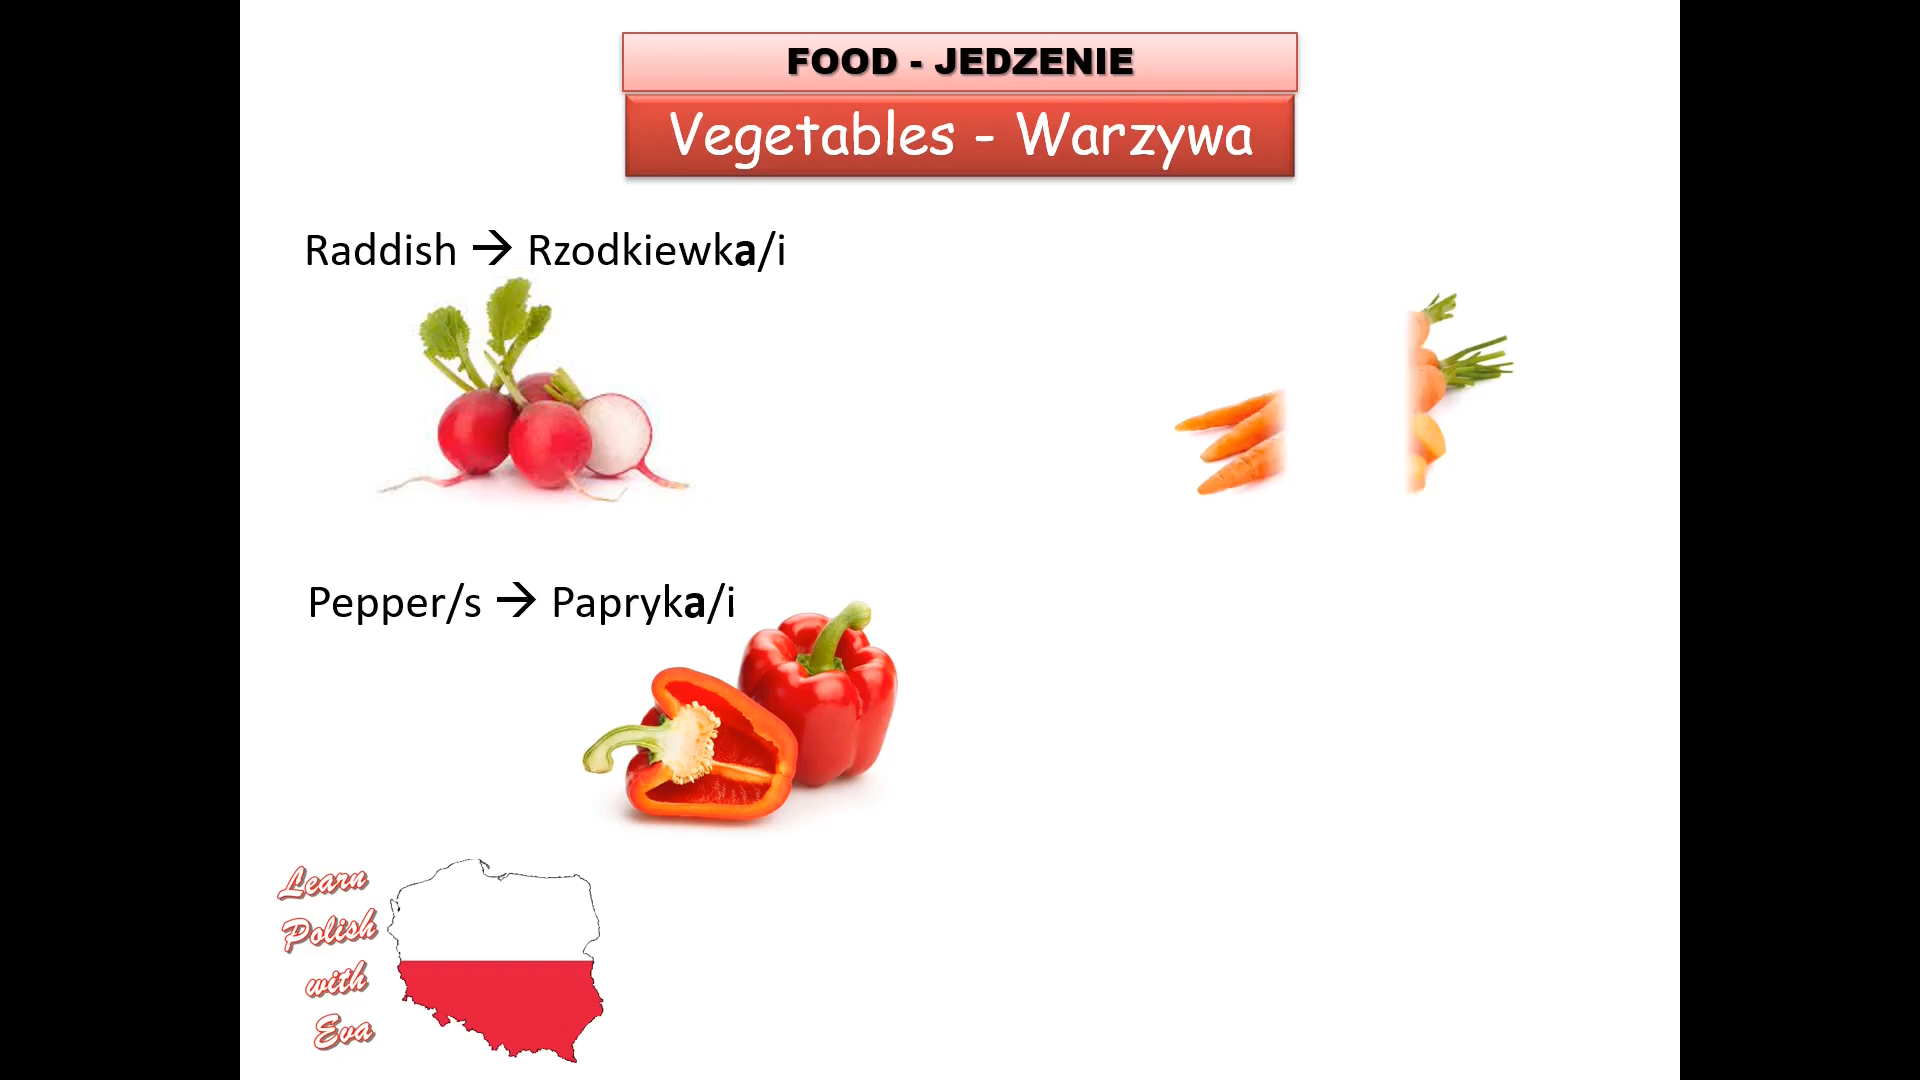 FOOD - JEDZENIE
Vegetables - Warzywa
Raddish → Rzodkiewka/i
Pepper/s → Papryka/i
Learn
Polish
with
Eva